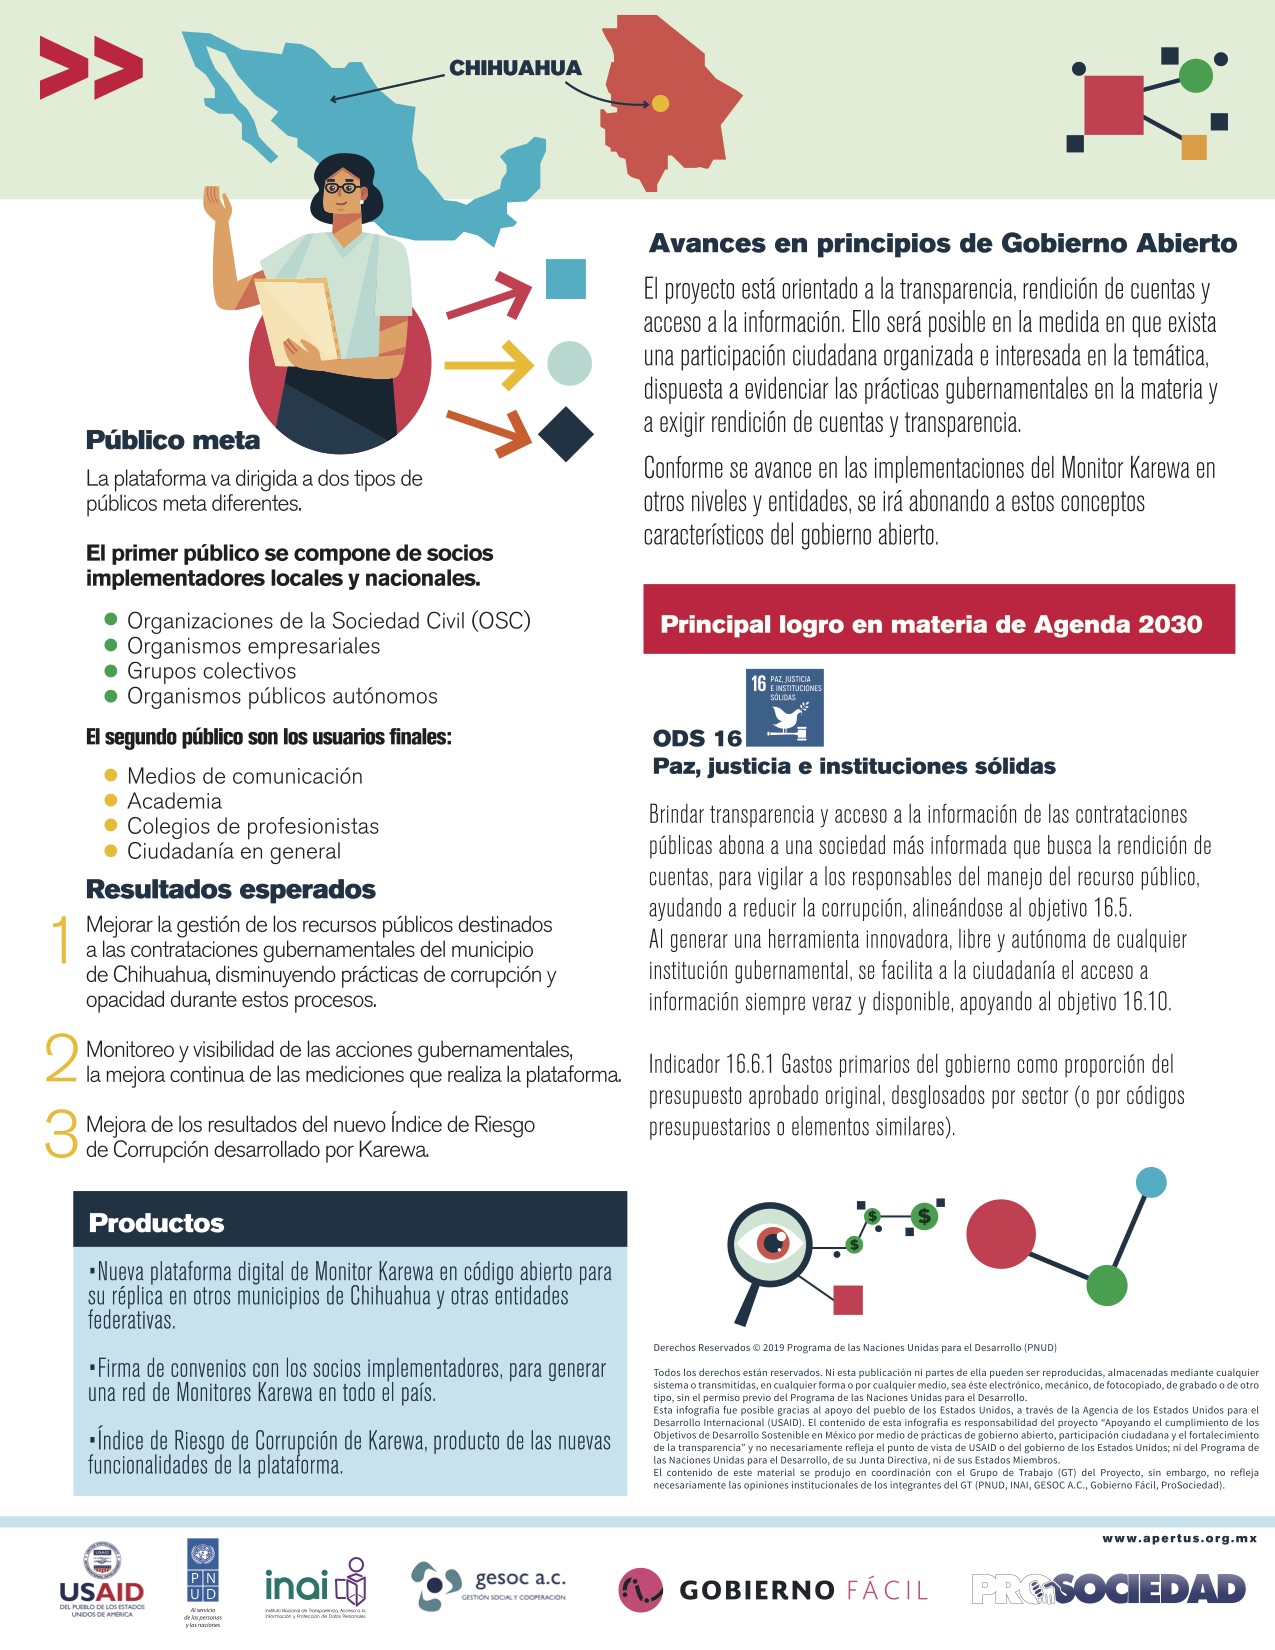 CHIHUAHUA
Público meta
La plataforma va dirigida a dos tipos de
públicos meta diferentes.
El primer público se compone de socios
implementadores locales y nacionales.
Organizaciones de la Sociedad Civil (OSC)
Organismos empresariales
Grupos colectivos
Organismos públicos autónomos
El segundo público son los usuarios finales:
Medios de comunicación
Academia
Colegios de profesionistas
Ciudadanía en general
Resultados esperados
1 Mejorar la gestión de los recursos públicos destinados
a las contrataciones gubernamentales del municipio
de Chihuahua, disminuyendo prácticas de corrupción y
opacidad durante estos procesos.
2 Monitoreo y visibilidad de las acciones gubernamentales,
la mejora continua de las mediciones que realiza la plataforma.
3 Mejora de los resultados del nuevo Índice de Riesgo
de Corrupción desarrollado por Karewa.
Productos
·Nueva plataforma digital de Monitor Karewa en código abierto para
su réplica en otros municipios de Chihuahua y otras entidades
federativas.
·Firma de convenios con los socios implementadores, para generar
una red de Monitores Karewa en todo el país.
·Índice de Riesgo de Corrupción de Karewa, producto de las nuevas
funcionalidades de la plataforma.
Avances en principios de Gobierno Abierto
El proyecto está orientado a la transparencia, rendición de cuentas y
acceso a la información. Ello será posible en la medida en que exista
una participación ciudadana organizada e interesada en la temática,
dispuesta a evidenciar las prácticas gubernamentales en la materia y
a exigir rendición de cuentas y transparencia.
Conforme se avance en las implementaciones del Monitor Karewa en
otros niveles y entidades, se irá abonando a estos conceptos
característicos del gobierno abierto.
Principal logro en materia de Agenda 2030
16 PAZ, JUSTICIA
E INSTITUCIONES
SÓLIDAS
ODS 16
Paz, justicia e instituciones sólidas
Brindar transparencia y acceso a la información de las contrataciones
públicas abona a una sociedad más informada que busca la rendición de
cuentas, para vigilar a los responsables del manejo del recurso público,
ayudando a reducir la corrupción, alineándose al objetivo 16.5.
Al generar una herramienta innovadora, libre y autónoma de cualquier
institución gubernamental, se facilita a la ciudadanía el acceso a
información siempre veraz y disponible, apoyando al objetivo 16.10.
Indicador 16.6.1 Gastos primarios del gobierno como proporción del
presupuesto aprobado original, desglosados por sector (o por códigos
presupuestarios o elementos similares).
$ $ $
Derechos Reservados © 2019 Programa de las Naciones Unidas para el Desarrollo (PNUD)
Todos los derechos están reservados. Ni esta publicación ni partes de ella pueden ser reproducidas, almacenadas mediante cualquier
sistema o transmitidas, en cualquier forma o por cualquier medio, sea éste electrónico, mecánico, de fotocopiado, de grabado o de otro
tipo, sin el permiso previo del Programa de las Naciones Unidas para el Desarrollo.
Esta infografía fue posible gracias al apoyo del pueblo de los Estados Unidos, a través de la Agencia de los Estados Unidos para el
Desarrollo Internacional (USAID). El contenido de esta infografía es responsabilidad del proyecto "Apoyando el cumplimiento de los
Objetivos de Desarrollo Sostenible en México por medio de prácticas de gobierno abierto, participación ciudadana y el fortalecimiento
de la transparencia" y no necesariamente refleja el punto de vista de USAID o del gobierno de los Estados Unidos; ni del Programa de
las Naciones Unidas para el Desarrollo, de su Junta Directiva, ni de sus Estados Miembros.
El contenido de este material se produjo en coordinación con el Grupo de Trabajo (GT) del Proyecto, sin embargo, no refleja
necesariamente las opiniones institucionales de los integrantes del GT (PNUD, INAI, GESOC A.C., Gobierno Fácil, ProSociedad).
www.apertus.org.mx
USAID
USAID
DEL PUEBLO DE LOS ESTADOS
UNIDOS DE AMÉRICA
P N
U D
Al servicio
de las personas
y las naciones
inai
Instituto Nacional de Transparencia, Acceso a la
Información y Protección de Datos Personales
gesoc a.c.
GESTIÓN SOCIAL Y COOPERACIÓN
GOBIERNO FÁCIL
PROSOCIEDAD